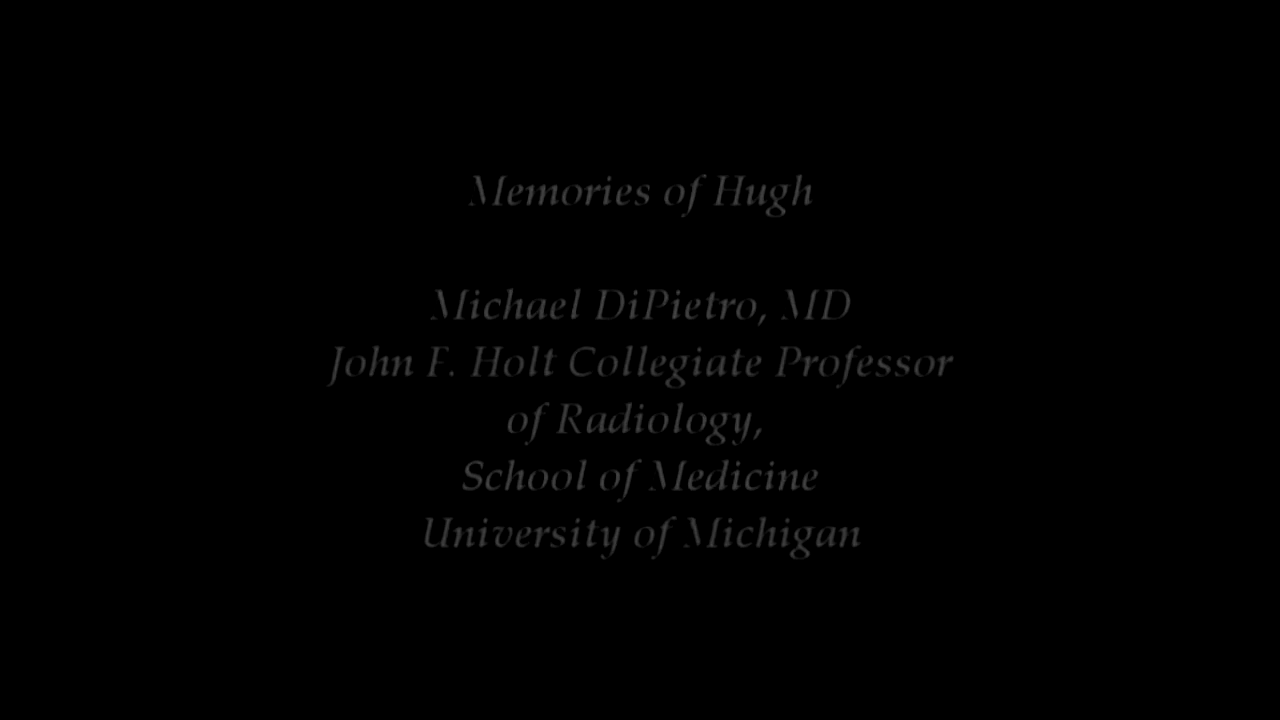 Memories of Hugh
Michael DiPietro, MD
John F. Holt Collegiate Professor
of Radiology,
School of Medicine
University of Michigan